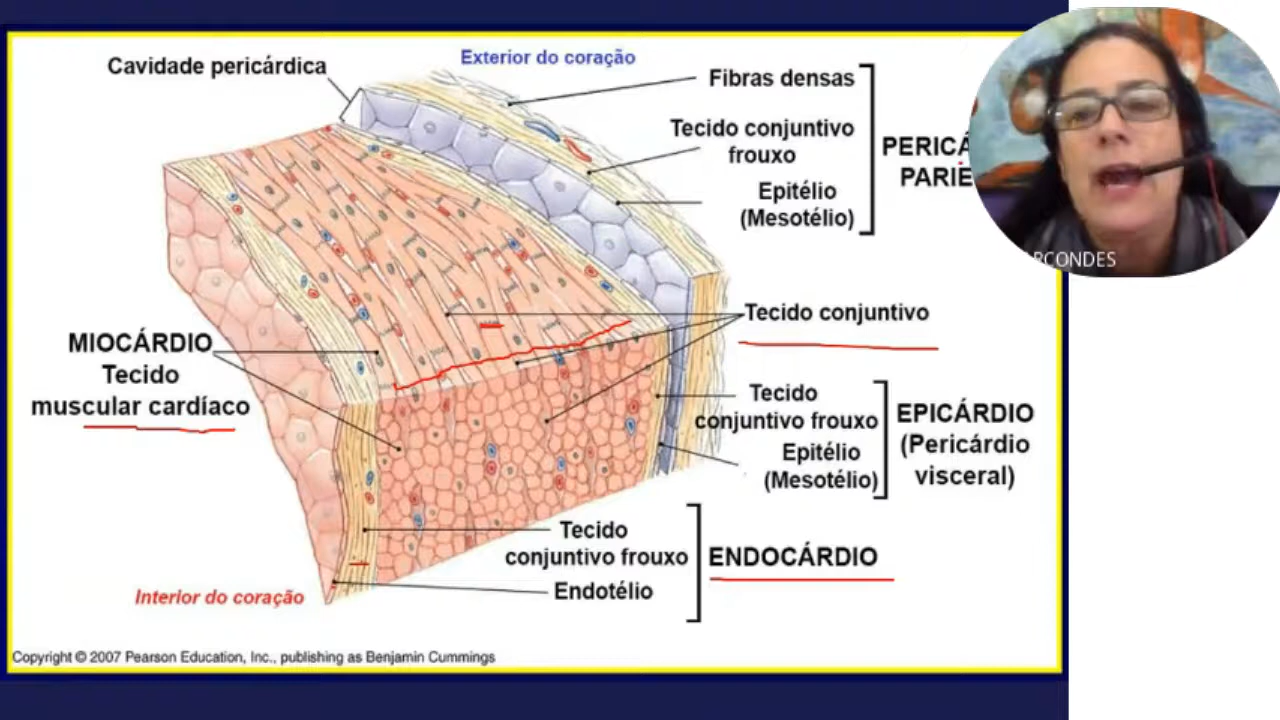 Exterior do coração
Cavidade pericárdica
Fibras densas
Tecido conjuntivo
frouxo
Epitélio
(Mesotélio)
Tecido conjuntivo
MIOCÁRDIO
Tecido
muscular cardíaco
Tecido
conjuntivo frouxo
Epitélio
(Mesotélio)
EPICÁRDIO
(Pericárdio
visceral)
Tecido
conjuntivo frouxo
Endotélio
ENDOCÁRDIO
Interior do coração
Copyright © 2007 Pearson Education, Inc., publishing as Benjamin Cummings